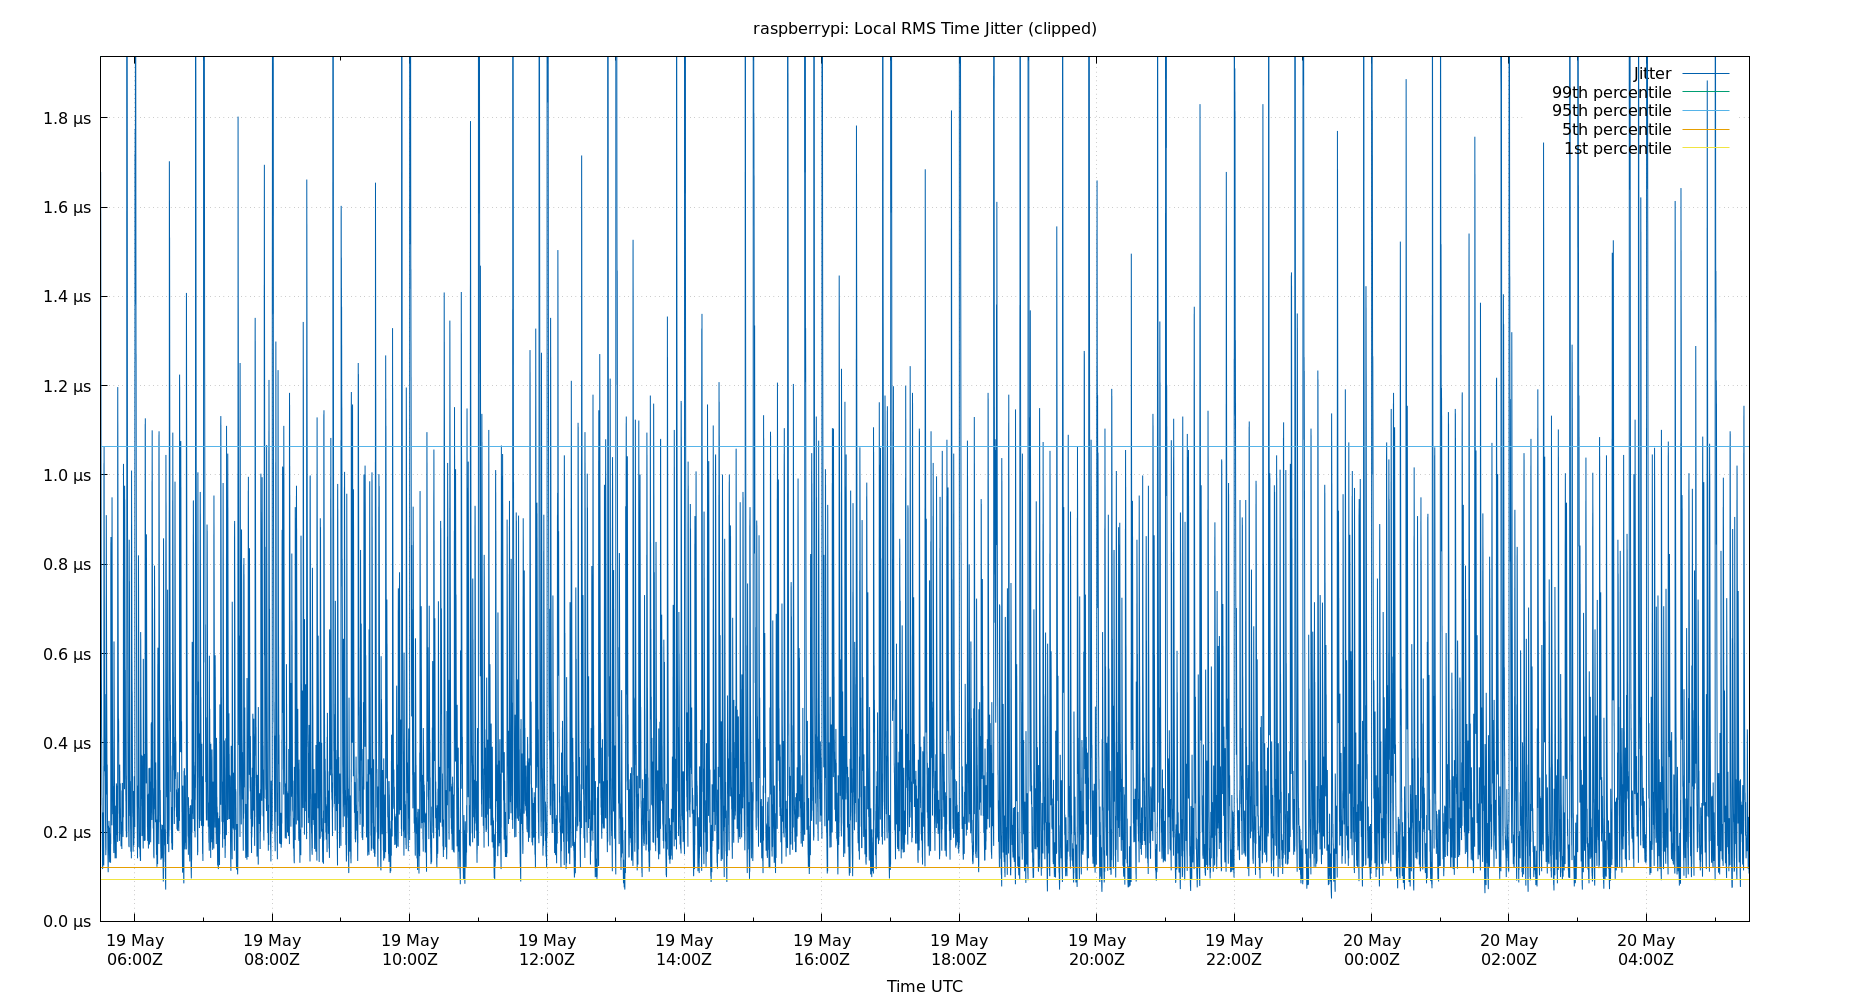 raspberrypi: Local RMS Time Jitter (clipped)
Jitter
99th percentile
95th percentile
5th percentile
1st percentile
1.8 µs
1.6 µs
1.4 µs
1.2 µs
1.0 µs
0.8 µs
0.6 µs
0.4 µs
0.2 µs
0.0 µs
19 May 19 May 19 May 19 May 19 May 19 May 19 May 19 May 19 May 20 May 20 May 20 May
06:00Z 08:00Z 10:00Z 12:00Z 14:00Z 16:00Z 18:00Z 20:00Z 22:00Z 00:00Z 02:00Z 04:00Z
Time UTC